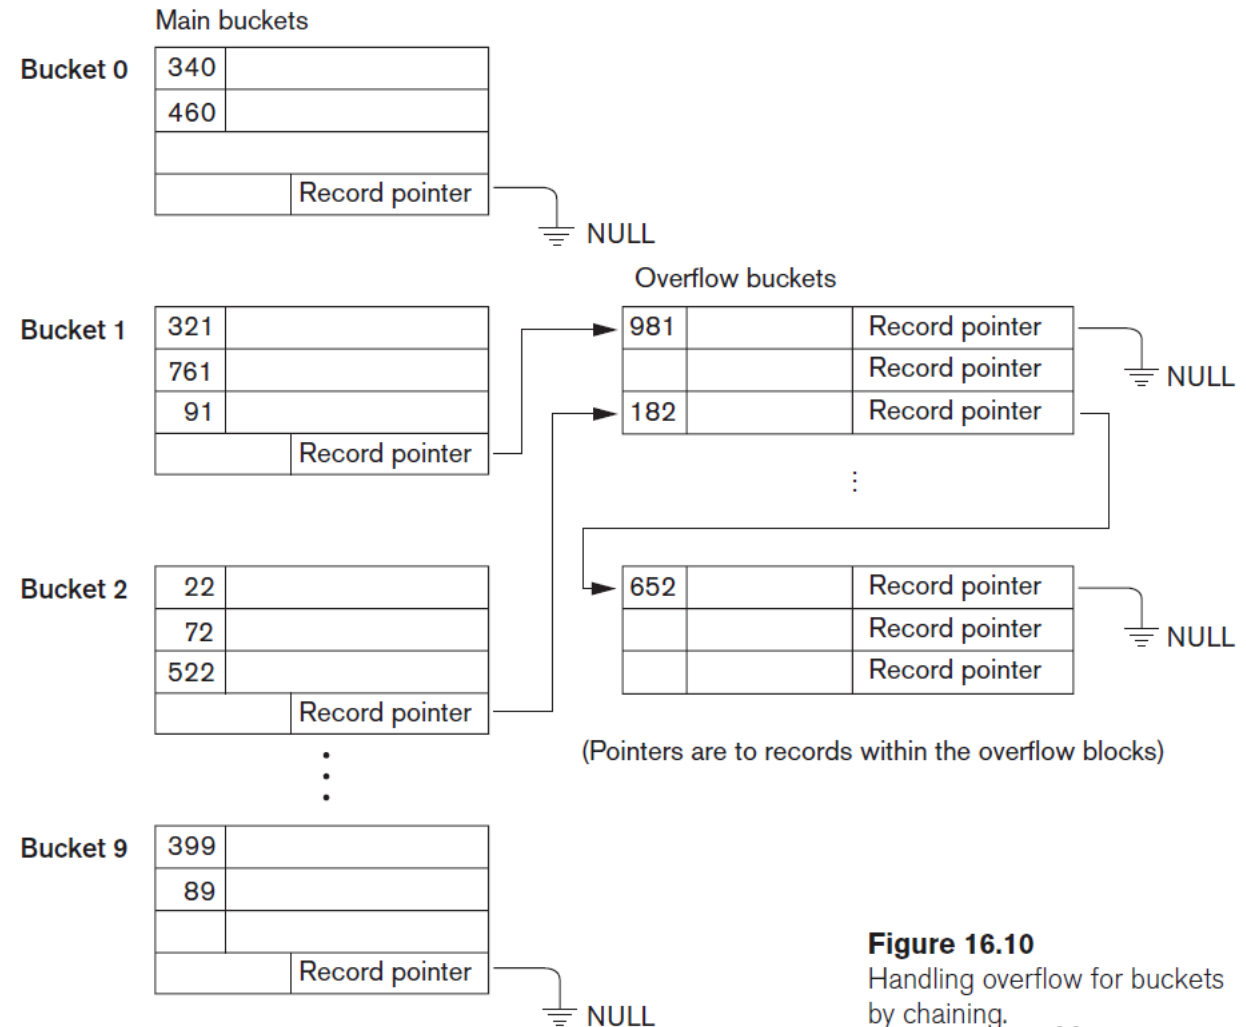 Main buckets
Bucket 0
340
460
Record pointer
NULL
Overflow buckets
Bucket 1
321
761
91
Record pointer
981 Record pointer
Record pointer
182 Record pointer
NULL
Bucket 2
22
72
522
Record pointer
652 Record pointer
Record pointer
Record pointer
NULL
(Pointers are to records within the overflow blocks)
Bucket 9
399
89
Record pointer
NULL
Figure 16.10
Handling overflow for buckets
by chaining.